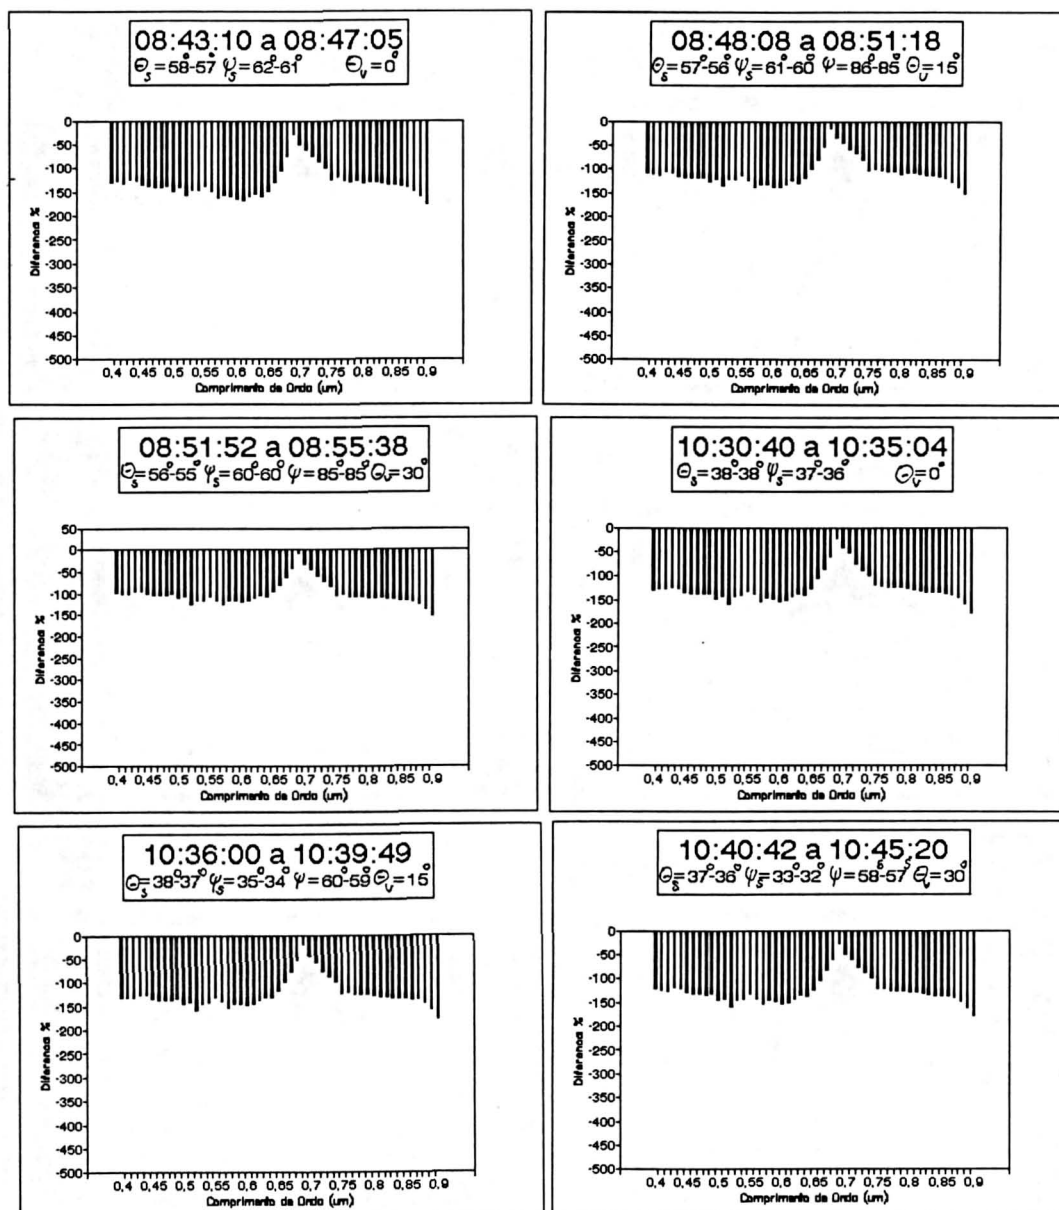 08:43:10 a 08:47:05
Θs=58°-57° ψs=62°-61° Θv=0°
0
-50
-100
-150
-200
-250
-300
-350
-400
-450
-500
Diferenca %
0,4 0,45 0,5 0,55 0,6 0,65 0,7 0,75 0,8 0,85 0,9
Comprimento de Onda (um)
08:48:08 a 08:51:18
Θs=57°-56° ψs=61°-60° ψ=86°-85° Θv=15°
0
-50
-100
-150
-200
-250
-300
-350
-400
-450
-500
Diferenca %
0,4 0,45 0,5 0,55 0,6 0,65 0,7 0,75 0,8 0,85 0,9
Comprimento de Onda (um)
08:51:52 a 08:55:38
Θs=56°-55° ψs=60°-60° ψ=85°-85° Θv=30°
50
0
-50
-100
-150
-200
-250
-300
-350
-400
-450
-500
Diferenca %
0,4 0,45 0,5 0,55 0,6 0,65 0,7 0,75 0,8 0,85 0,9
Comprimento de Onda (um)
10:30:40 a 10:35:04
Θs=38°-38° ψs=37°-36° Θv=0°
0
-50
-100
-150
-200
-250
-300
-350
-400
-450
-500
Diferenca %
0,4 0,45 0,5 0,55 0,6 0,65 0,7 0,75 0,8 0,85 0,9
Comprimento de Onda (um)
10:36:00 a 10:39:49
Θs=38°-37° ψs=35°-34° ψ=60°-59° Θv=15°
0
-50
-100
-150
-200
-250
-300
-350
-400
-450
-500
Diferenca %
0,4 0,45 0,5 0,55 0,6 0,65 0,7 0,75 0,8 0,85 0,9
Comprimento de Onda (um)
10:40:42 a 10:45:20
Θs=37°-36° ψs=33°-32° ψ=58°-57° Θv=30°
0
-50
-100
-150
-200
-250
-300
-350
-400
-450
-500
Diferenca %
0,4 0,45 0,5 0,55 0,6 0,65 0,7 0,75 0,8 0,85 0,9
Comprimento de Onda (um)